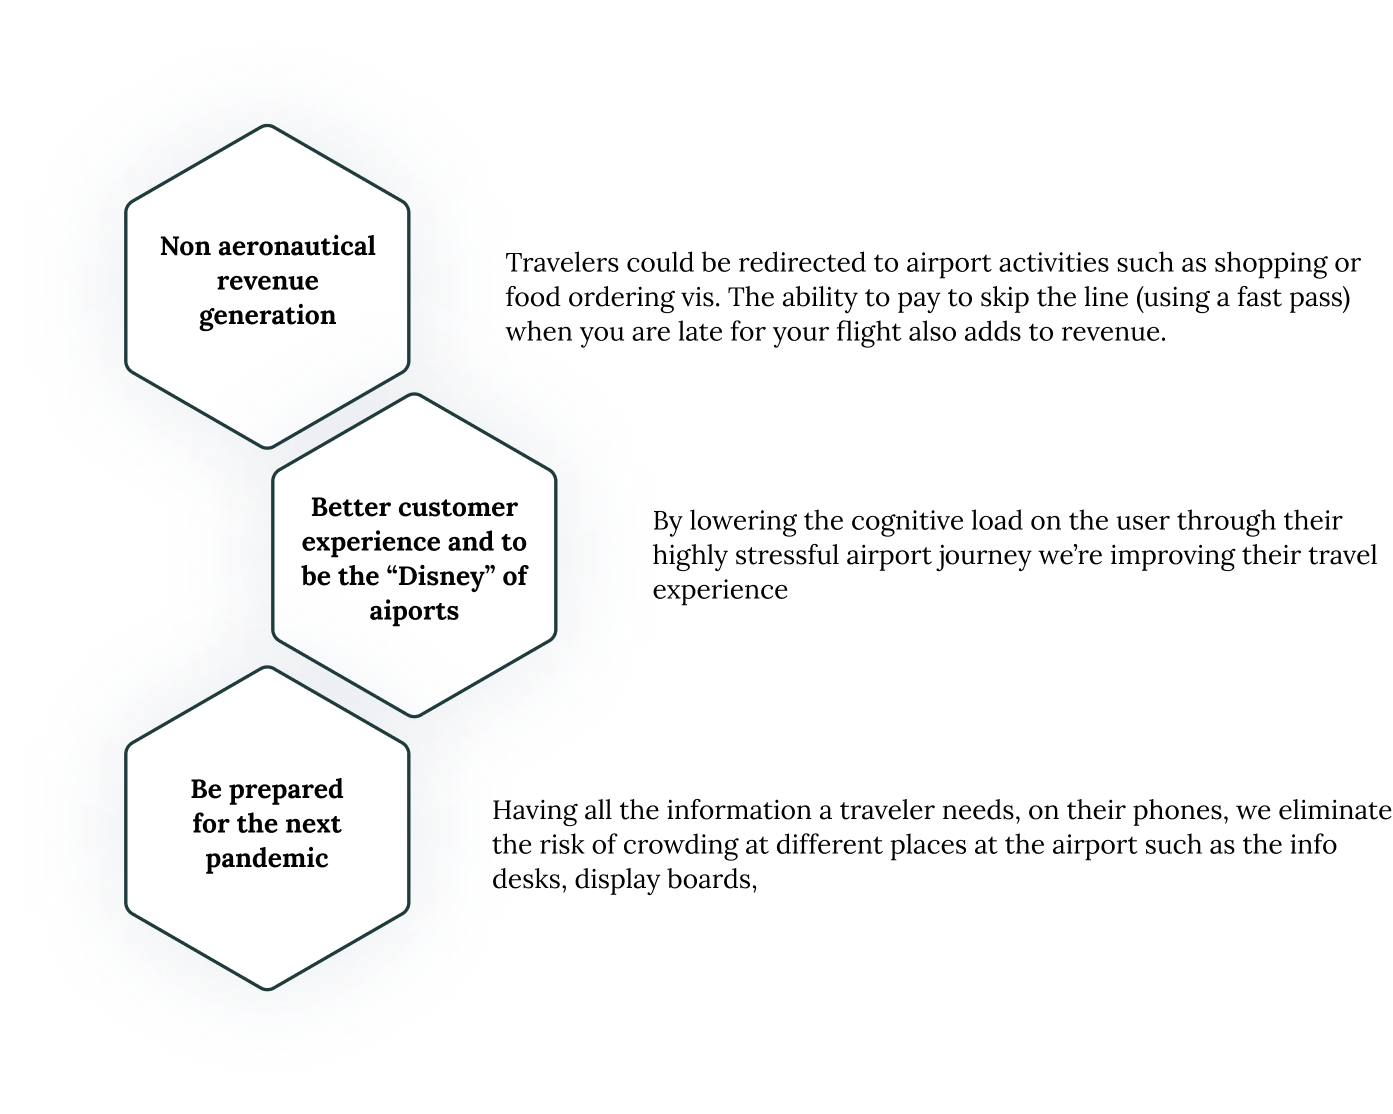 Non aeronautical
revenue
generation
Travelers could be redirected to airport activities such as shopping or
food ordering vis. The ability to pay to skip the line (using a fast pass)
when you are late for your flight also adds to revenue.
Better customer
experience and to
be the “Disney” of
aiports
By lowering the cognitive load on the user through their
highly stressful airport journey we’re improving their travel
experience
Be prepared
for the next
pandemic
Having all the information a traveler needs, on their phones, we eliminate
the risk of crowding at different places at the airport such as the info
desks, display boards,